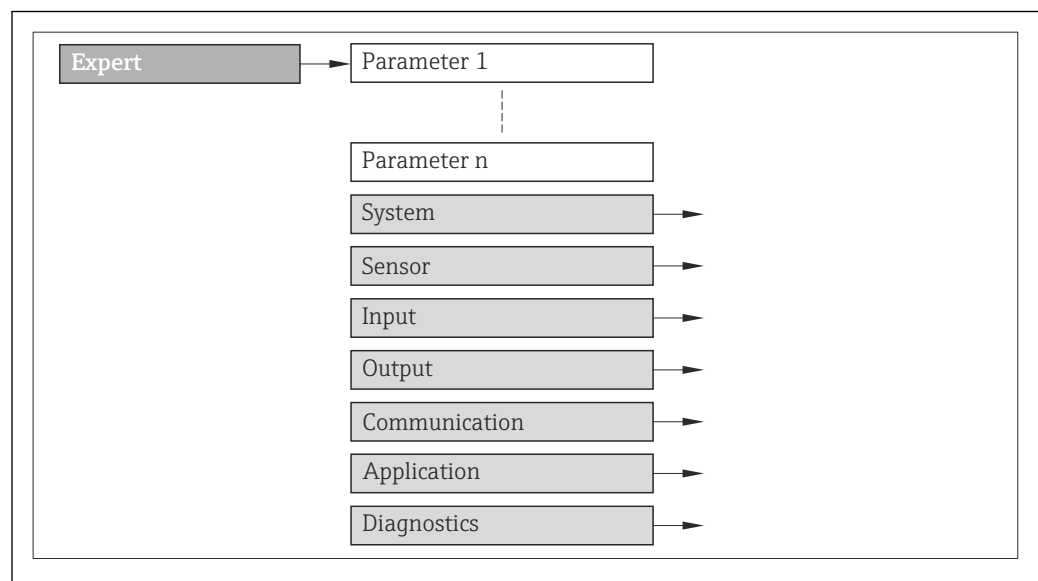 Expert
Parameter 1
Parameter n
System
Sensor
Input
Output
Communication
Application
Diagnostics